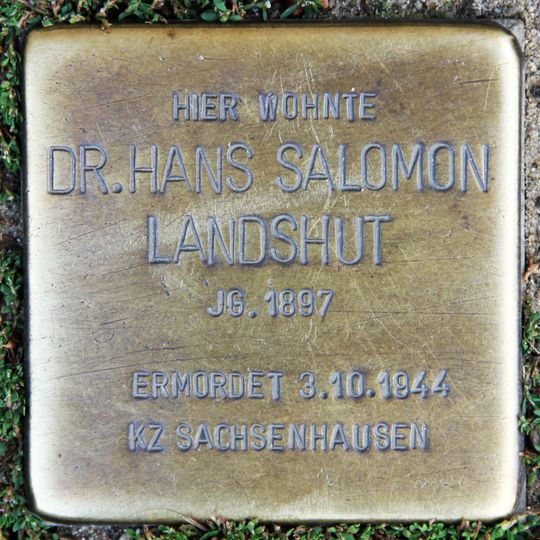 HIER WOHNTE
DR. HANS SALOMON
LANDSHUT
JG. 1897
ERMORDET 3.10.1944
KZ SACHSENHAUSEN